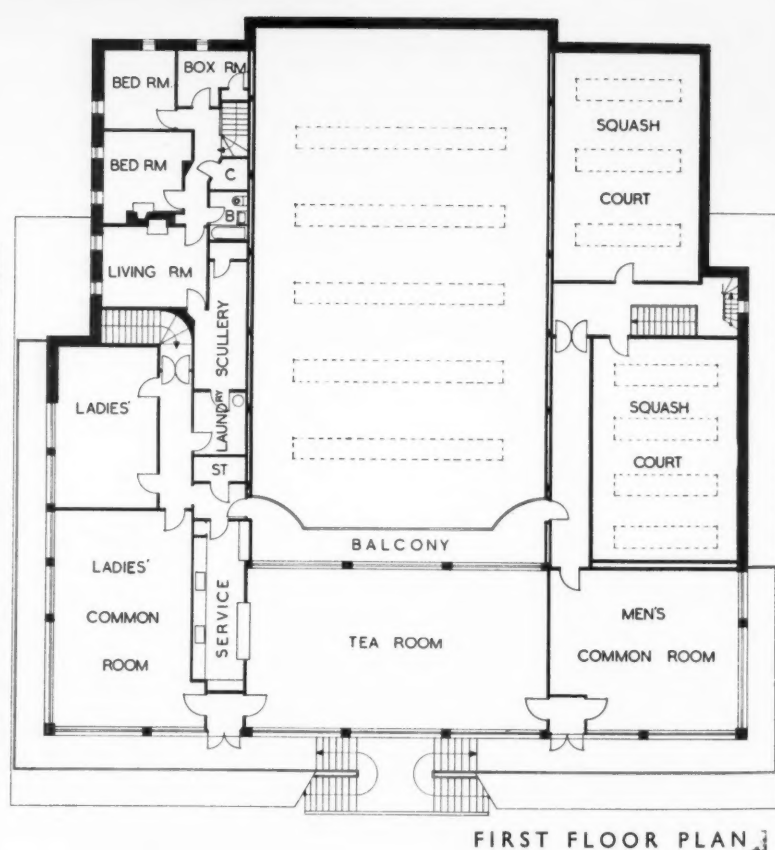 BED RM.
BOX RM
BED RM
C
B
LIVING RM
SCULLERY
LAUNDRY
LADIES'
ST
SQUASH
COURT
SQUASH
COURT
BALCONY
LADIES'
COMMON
ROOM
SERVICE
TEA ROOM
MEN'S
COMMON ROOM
FIRST FLOOR PLAN